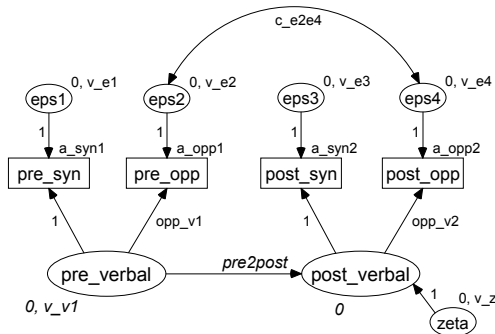 c_e2e4
0, v_e1
0, v_e2
0, v_e3
0, v_e4
eps1
eps2
eps3
eps4
1
1
1
1
a_syn1
a_opp1
a_syn2
a_opp2
pre_syn
pre_opp
post_syn
post_opp
1
opp_v1
1
opp_v2
pre_verbal
pre2post
post_verbal
0, v_v1
0
1
0, v_z
zeta